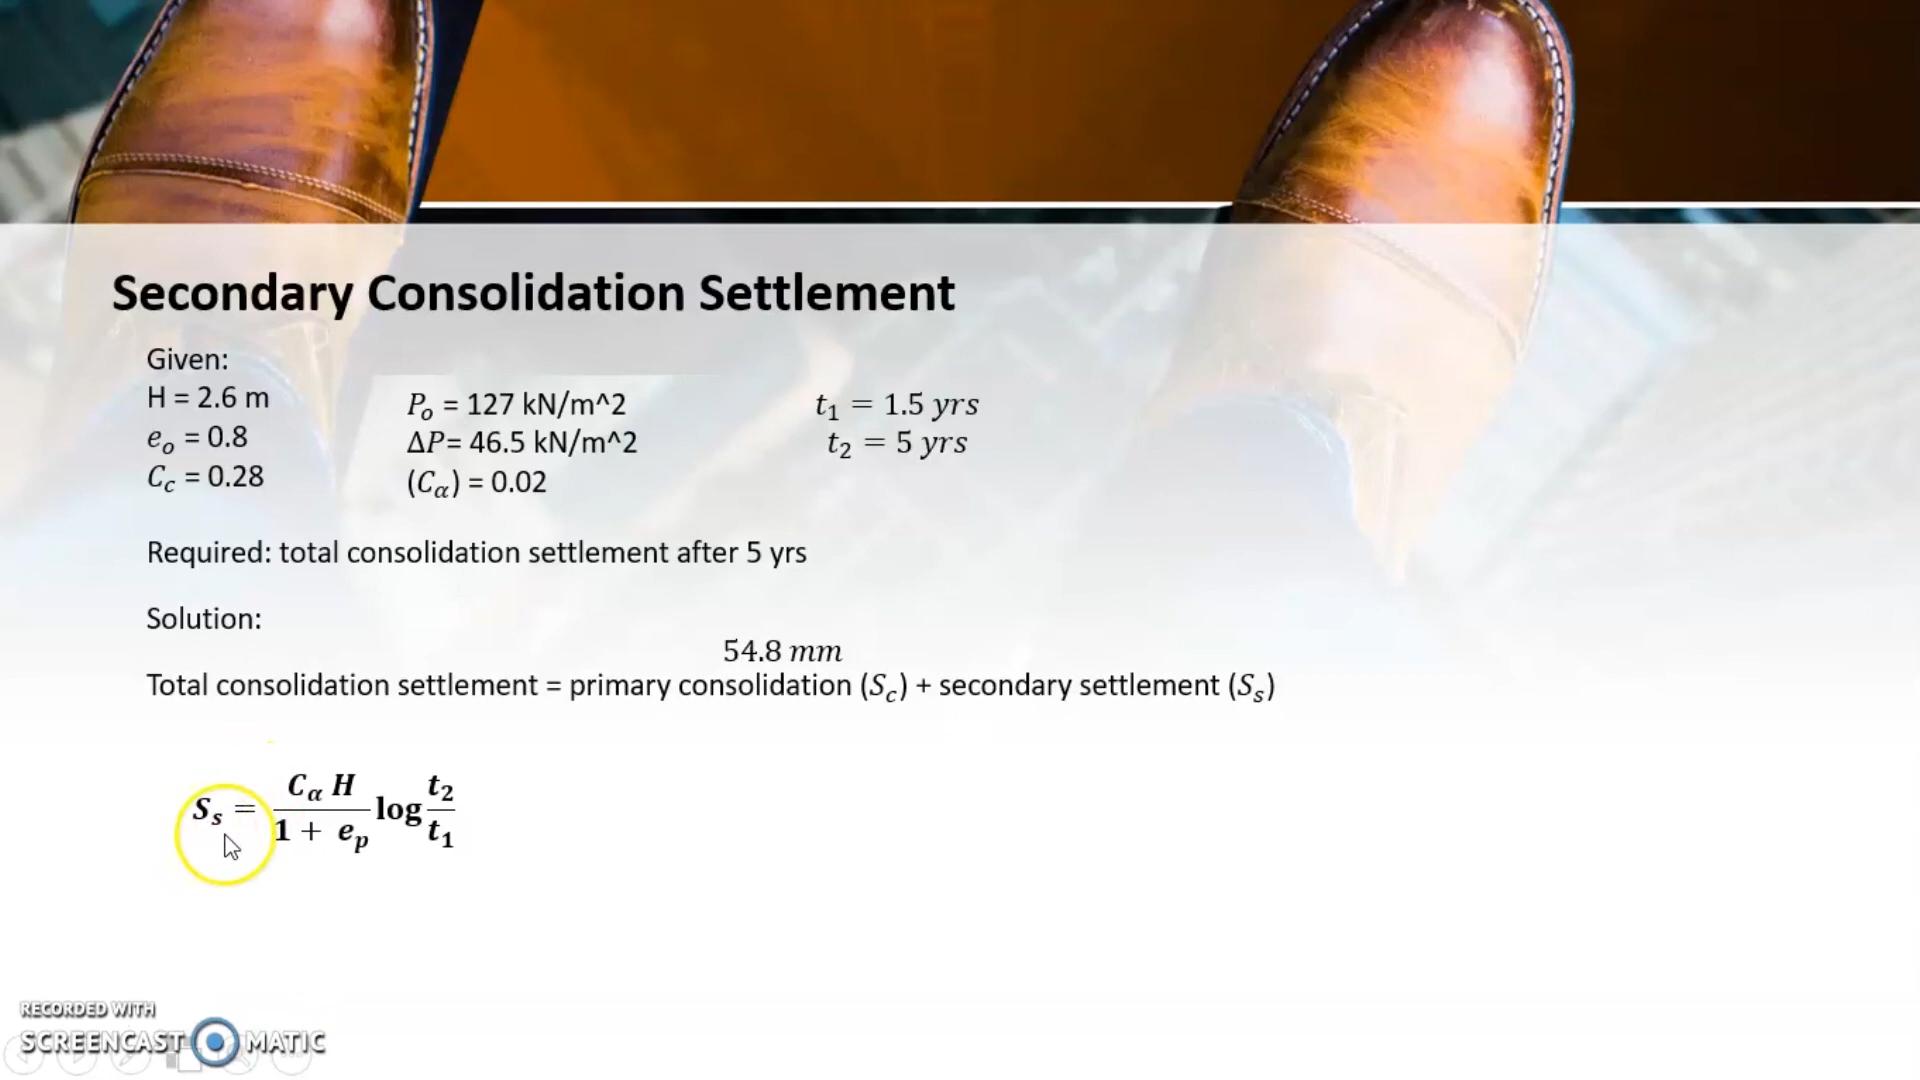 Secondary Consolidation Settlement
Given:
H = 2.6 m
eₒ = 0.8
C꜀ = 0.28
Pₒ = 127 kN/m^2
ΔP= 46.5 kN/m^2
(Cα) = 0.02
t₁ = 1.5 yrs
t₂ = 5 yrs
Required: total consolidation settlement after 5 yrs
Solution:
54.8 mm
Total consolidation settlement = primary consolidation (S꜀) + secondary settlement (Sₛ)
Sₛ = Cα H / 1 + eₚ log t₂ / t₁
RECORDED WITH
SCREENCAST MATIC